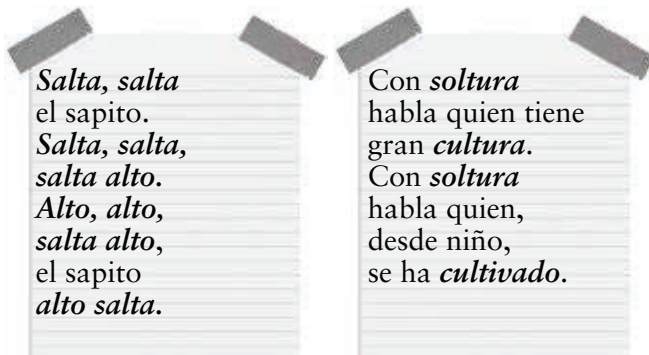 Salta, salta
el sapito.
Salta, salta,
salta alto.
Alto, alto,
salta alto,
el sapito
alto salta.
Con soltura
habla quien tiene
gran cultura.
Con soltura
habla quien,
desde niño,
se ha cultivado.